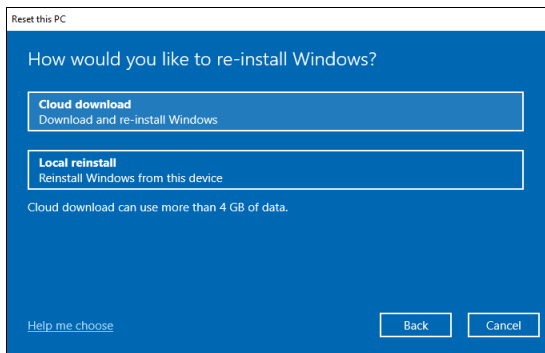 Reset this PC
How would you like to re-install Windows?
Cloud download
Download and re-install Windows
Local reinstall
Reinstall Windows from this device
Cloud download can use more than 4 GB of data.
Help me choose
Back
Cancel